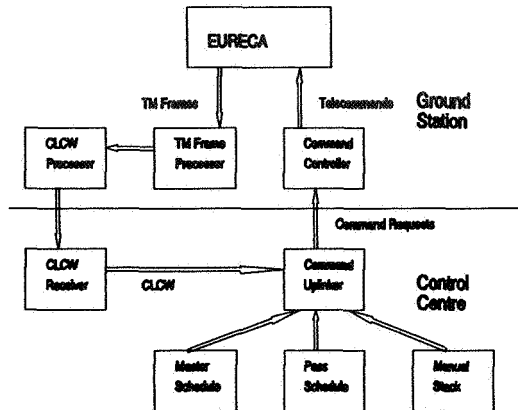 EURECA
TM Frames
Telecommands
Ground
Station
CLCW
Processor
TM Frame
Processor
Command
Controller
Command Requests
CLCW
Receiver
CLCW
Command
Uplinker
Control
Centre
Master
Schedule
Pass
Schedule
Manual
Stack